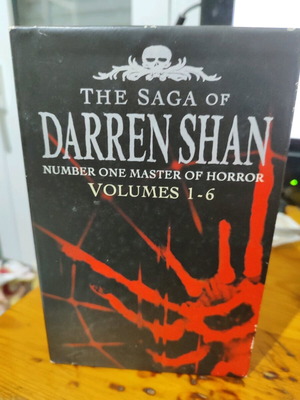 THE SAGA OF
DARREN SHAN
NUMBER ONE MASTER OF HORROR
VOLUMES 1-6